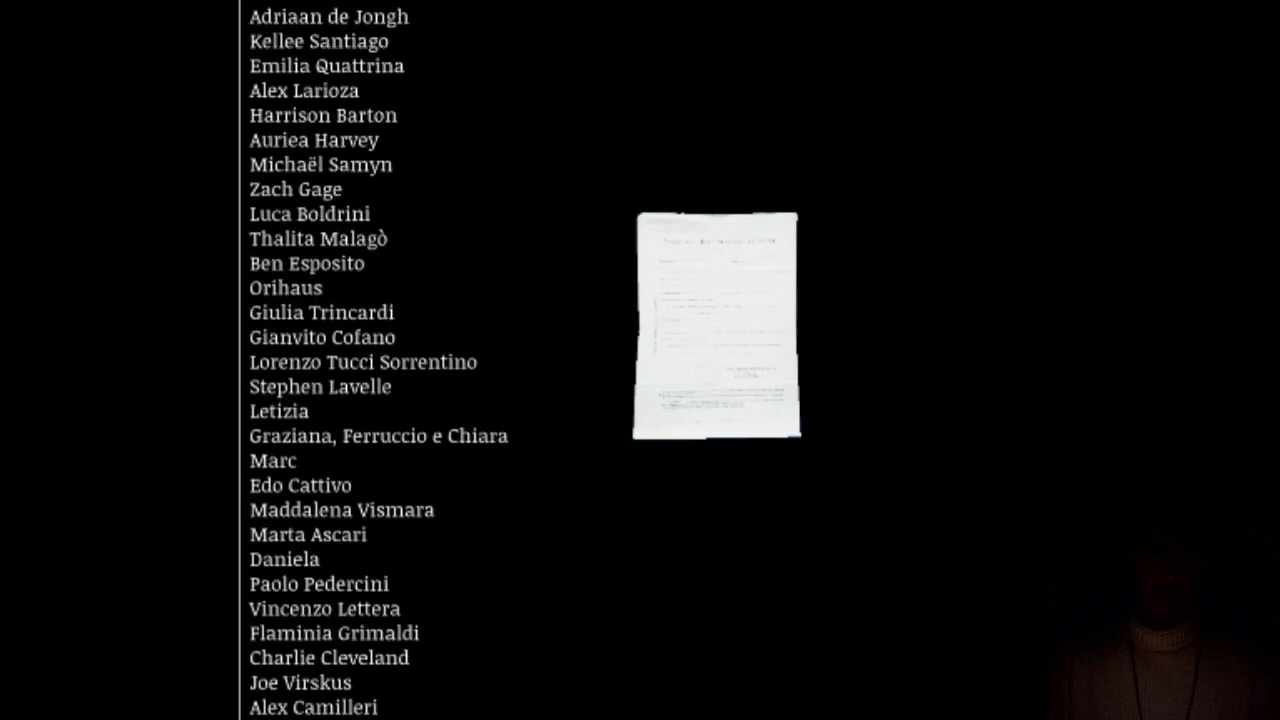 Adriaan de Jongh
Kellee Santiago
Emilia Quattrina
Alex Larioza
Harrison Barton
Auriea Harvey
Michaël Samyn
Zach Gage
Luca Boldrini
Thalita Malagò
Ben Esposito
Orihaus
Giulia Trincardi
Gianvito Cofano
Lorenzo Tucci Sorrentino
Stephen Lavelle
Letizia
Graziana, Ferruccio e Chiara
Marc
Edo Cattivo
Maddalena Vismara
Marta Ascari
Daniela
Paolo Pedercini
Vincenzo Lettera
Flaminia Grimaldi
Charlie Cleveland
Joe Virskus
Alex Camilleri